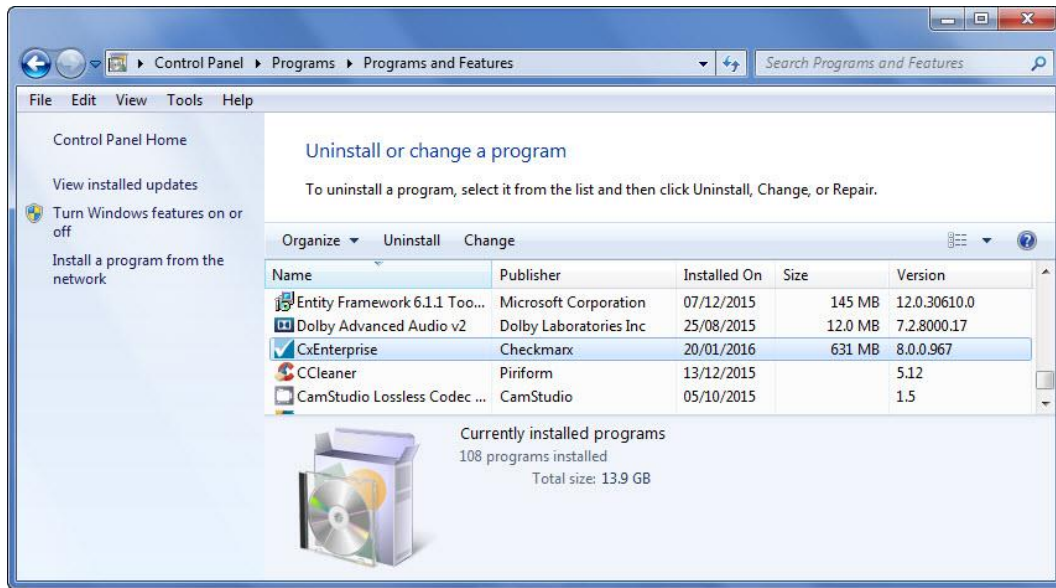 Control Panel ▸ Programs ▸ Programs and Features
Search Programs and Features
File Edit View Tools Help
Control Panel Home
View installed updates
Turn Windows features on or
off
Install a program from the
network
Uninstall or change a program
To uninstall a program, select it from the list and then click Uninstall, Change, or Repair.
Organize Uninstall Change
Name Publisher Installed On Size Version
Entity Framework 6.1.1 Too... Microsoft Corporation 07/12/2015 145 MB 12.0.30610.0
Dolby Advanced Audio v2 Dolby Laboratories Inc 25/08/2015 12.0 MB 7.2.8000.17
CxEnterprise Checkmarx 20/01/2016 631 MB 8.0.0.967
CCleaner Piriform 13/12/2015 5.12
CamStudio Lossless Codec ... CamStudio 05/10/2015 1.5
Currently installed programs
108 programs installed
Total size: 13.9 GB